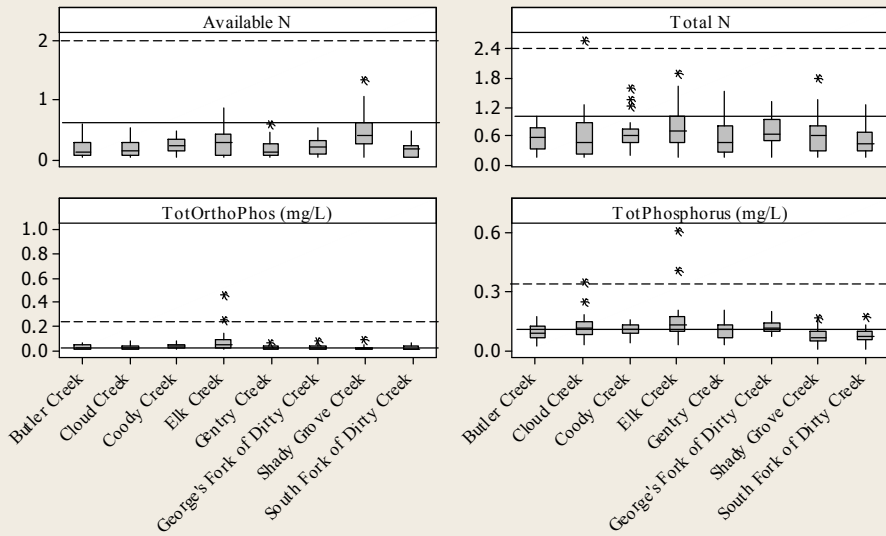 Available N
2
1
0
Total N
2.4
1.8
1.2
0.6
0.0
TotOrthoPhos (mg/L)
1.0
0.8
0.6
0.4
0.2
0.0
TotPhosphorus (mg/L)
0.6
0.3
0.0
Butler Creek
Cloud Creek
Coody Creek
Elk Creek
Gentry Creek
George's Fork of Dirty Creek
Shady Grove Creek
South Fork of Dirty Creek
Butler Creek
Cloud Creek
Coody Creek
Elk Creek
Gentry Creek
George's Fork of Dirty Creek
Shady Grove Creek
South Fork of Dirty Creek